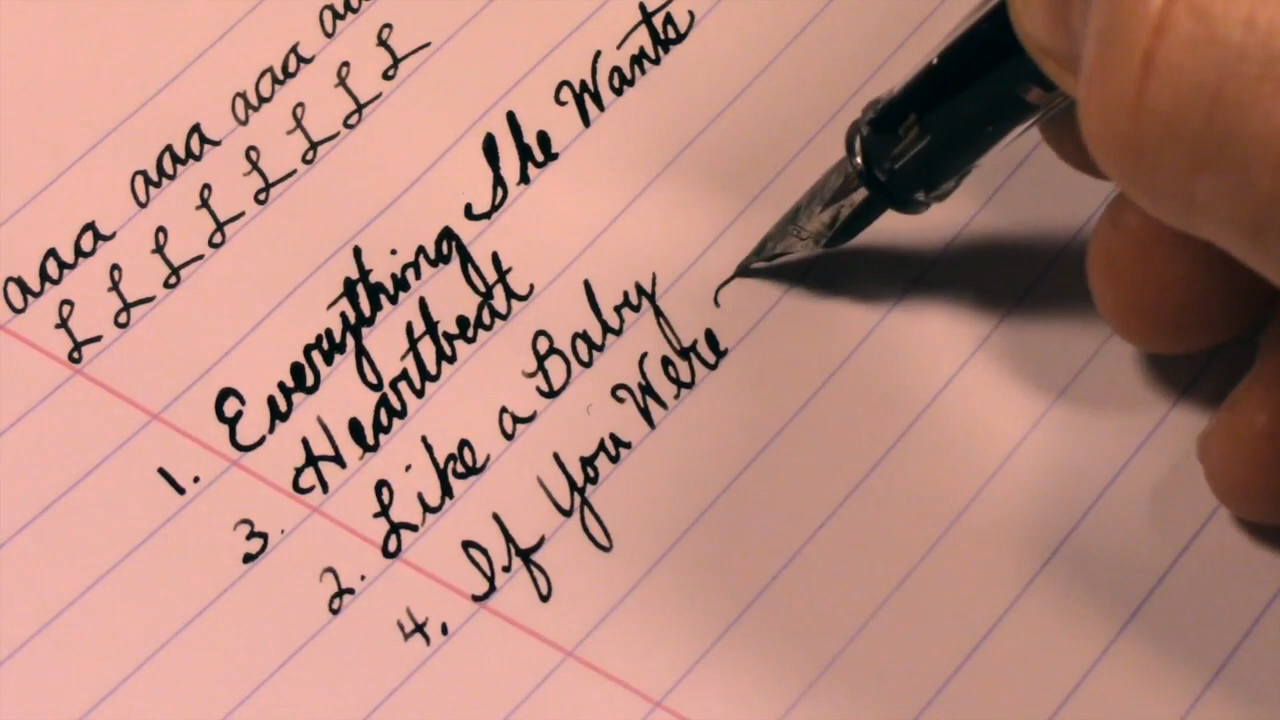 aaa aaa aaa
L L L L L L L L
1. Everything She Wants
3. Heartbeat
2. Like a Baby
4. If You Were